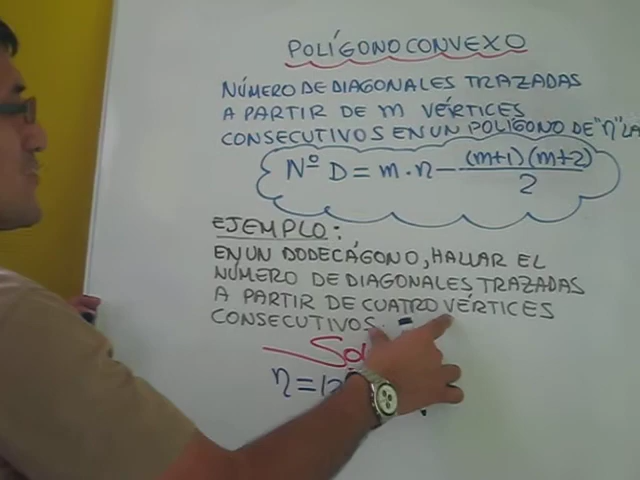 POLÍGONO CONVEXO
NÚMERO DE DIAGONALES TRAZADAS
A PARTIR DE m VÉRTICES
CONSECUTIVOS EN UN POLÍGONO DE "n" LA
Nº D = m . n - (m+1)(m+2) / 2
EJEMPLO:
EN UN DODECÁGONO, HALLAR EL
NÚMERO DE DIAGONALES TRAZADAS
A PARTIR DE CUATRO VÉRTICES
CONSECUTIVOS.
n = 12